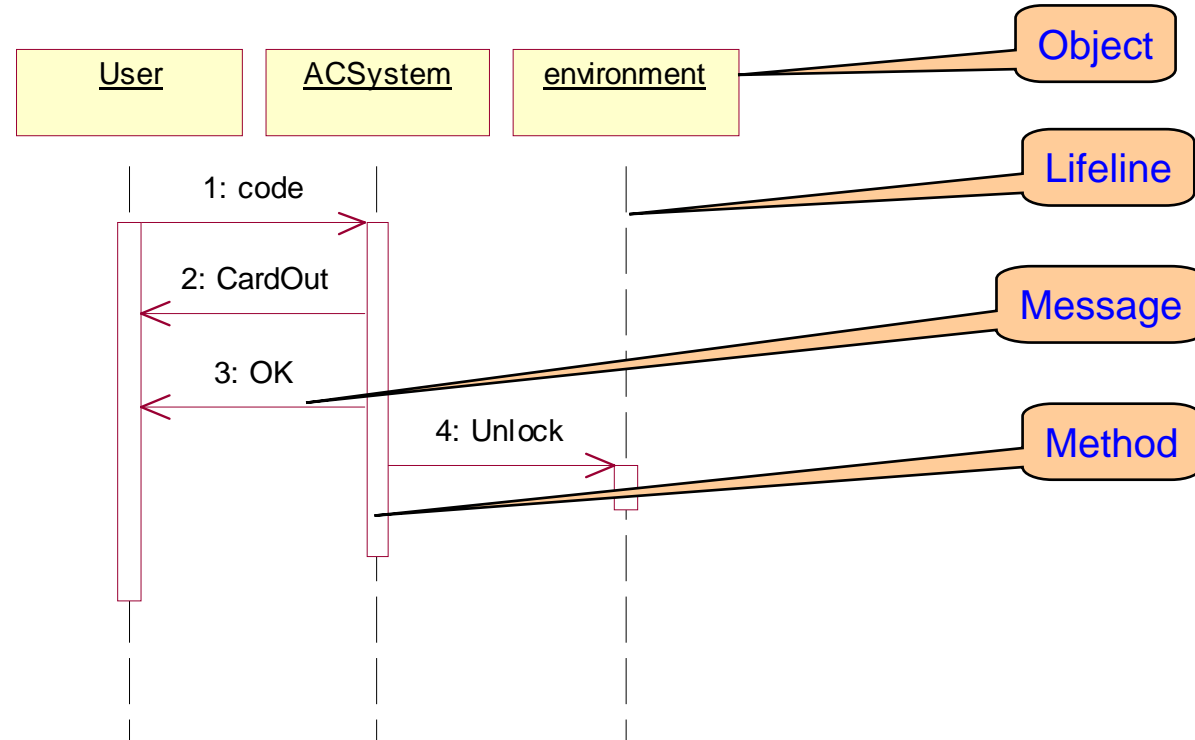 Object
User
ACSystem
environment
Lifeline
1: code
2: CardOut
Message
3: OK
4: Unlock
Method